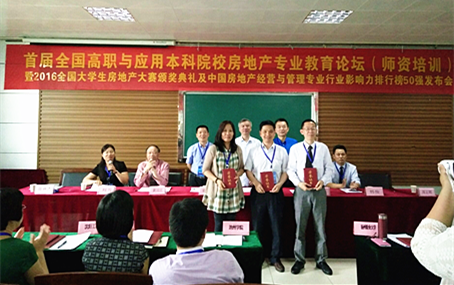 首届全国高职与应用本科院校房地产专业教育论坛（师资培训）
暨2016全国大学生房地产大赛颁奖典礼及中国房地产经营与管理专业行业影响力排行榜50强发布会